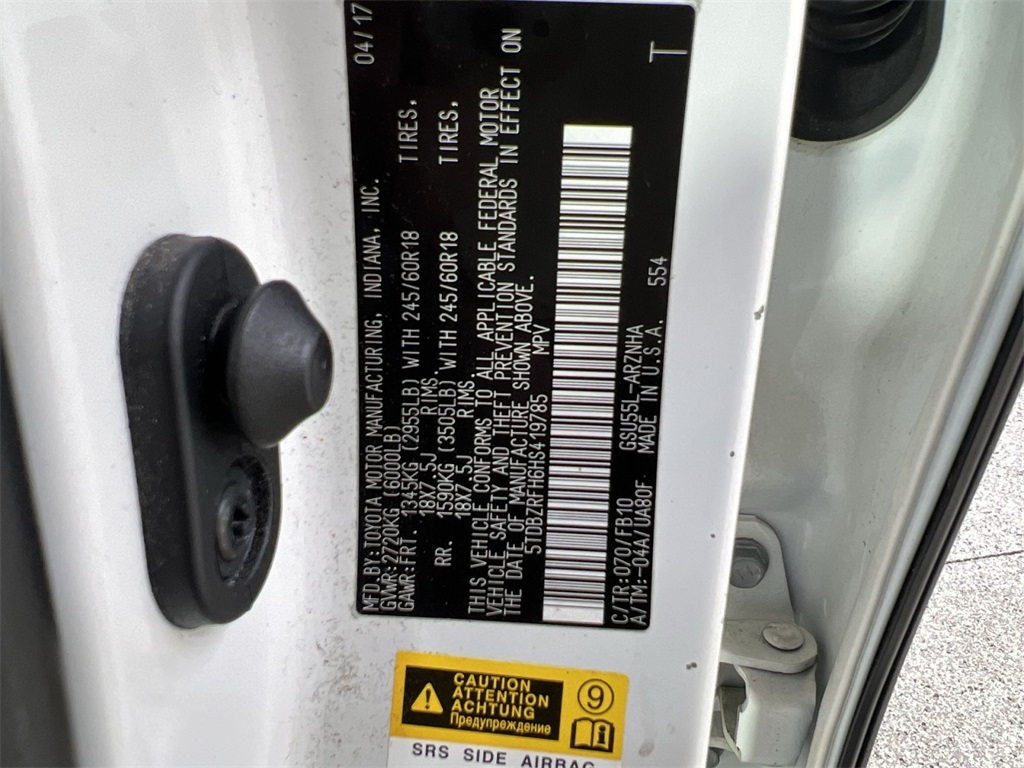 MFD.BY:TOYOTA MOTOR MANUFACTURING, INDIANA, INC. 04/17
GVWR:2720KG (6000LB)
GAWR:FRT. 1345KG (2955LB) WITH 245/60R18 TIRES.
18X7.5J RIMS
RR. 1590KG (3505LB) WITH 245/60R18 TIRES.
18X7.5J RIMS.
THIS VEHICLE CONFORMS TO ALL APPLICABLE FEDERAL MOTOR
VEHICLE SAFETY AND THEFT PREVENTION STANDARDS IN EFFECT ON
THE DATE OF MANUFACTURE SHOWN ABOVE.
5TDBZRFH6HS419785 MPV
C/TR:070/FB10 GSU55L-ARZNHA T
A/TM:-04A/UA80F MADE IN U.S.A. 554
CAUTION
ATTENTION
ACHTUNG
Предупреждение
9
SRS SIDE AIRBAG